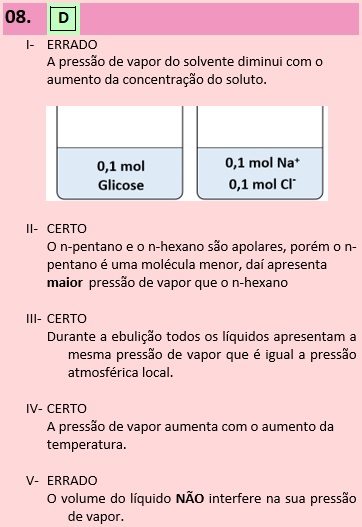 08. D
I- ERRADO
A pressão de vapor do solvente diminui com o
aumento da concentração do soluto.
0,1 mol
Glicose
0,1 mol Na⁺
0,1 mol Cl⁻
II- CERTO
O n-pentano e o n-hexano são apolares, porém o n-
pentano é uma molécula menor, daí apresenta
maior pressão de vapor que o n-hexano
III- CERTO
Durante a ebulição todos os líquidos apresentam a
mesma pressão de vapor que é igual a pressão
atmosférica local.
IV- CERTO
A pressão de vapor aumenta com o aumento da
temperatura.
V- ERRADO
O volume do líquido NÃO interfere na sua pressão
de vapor.